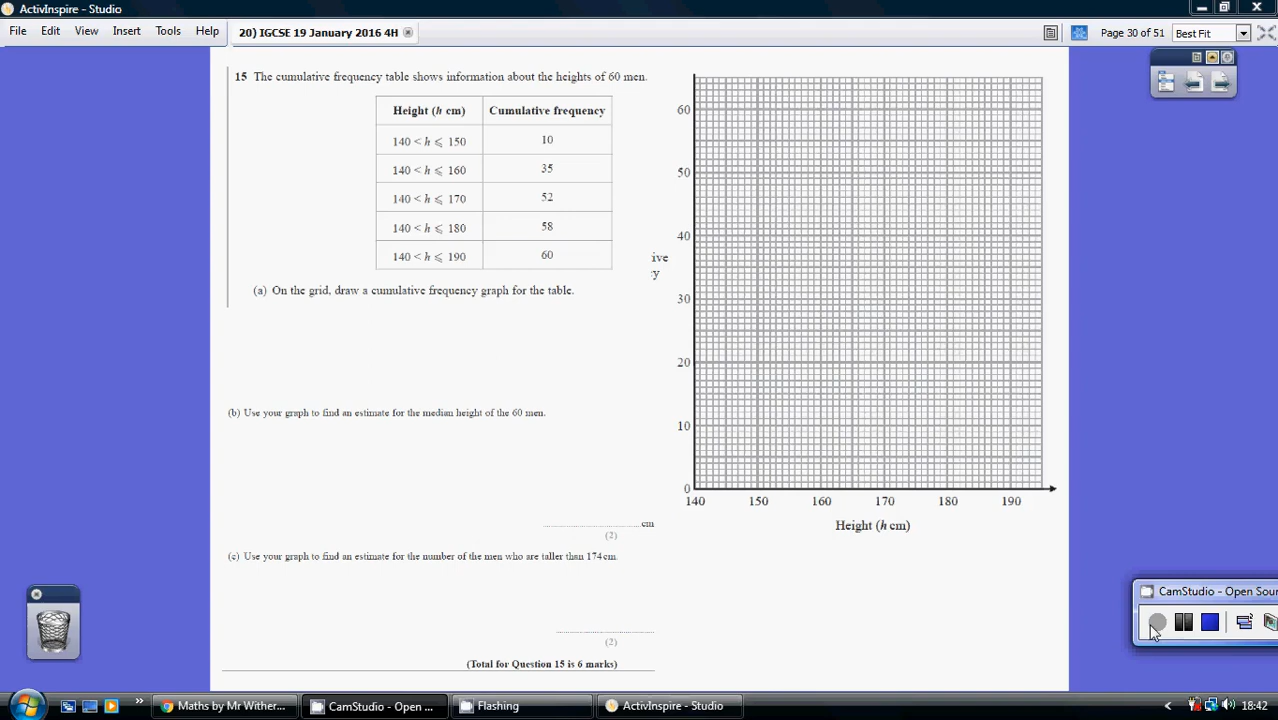 ActivInspire - Studio
File Edit View Insert Tools Help
20) IGCSE 19 January 2016 4H
Page 30 of 51
Best Fit
15 The cumulative frequency table shows information about the heights of 60 men.
Height (h cm) Cumulative frequency
140 < h ⩽ 150 10
140 < h ⩽ 160 35
140 < h ⩽ 170 52
140 < h ⩽ 180 58
140 < h ⩽ 190 60
(a) On the grid, draw a cumulative frequency graph for the table.
(b) Use your graph to find an estimate for the median height of the 60 men.
........................................cm
(2)
(c) Use your graph to find an estimate for the number of the men who are taller than 174 cm.
........................................
(2)
(Total for Question 15 is 6 marks)
60
50
40
ive
y
30
20
10
0
140 150 160 170 180 190
Height (h cm)
CamStudio - Open Sour
Maths by Mr Wither...
CamStudio - Open ...
Flashing
ActivInspire - Studio
18:42